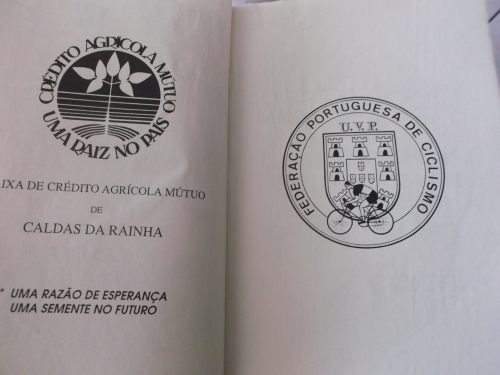 CRÉDITO AGRÍCOLA MÚTUO
UMA RAIZ NO PAÍS
IXA DE CRÉDITO AGRÍCOLA MÚTUO
DE
CALDAS DA RAINHA
* UMA RAZÃO DE ESPERANÇA
UMA SEMENTE NO FUTURO
FEDERAÇÃO PORTUGUESA DE CICLISMO
U.V.P.